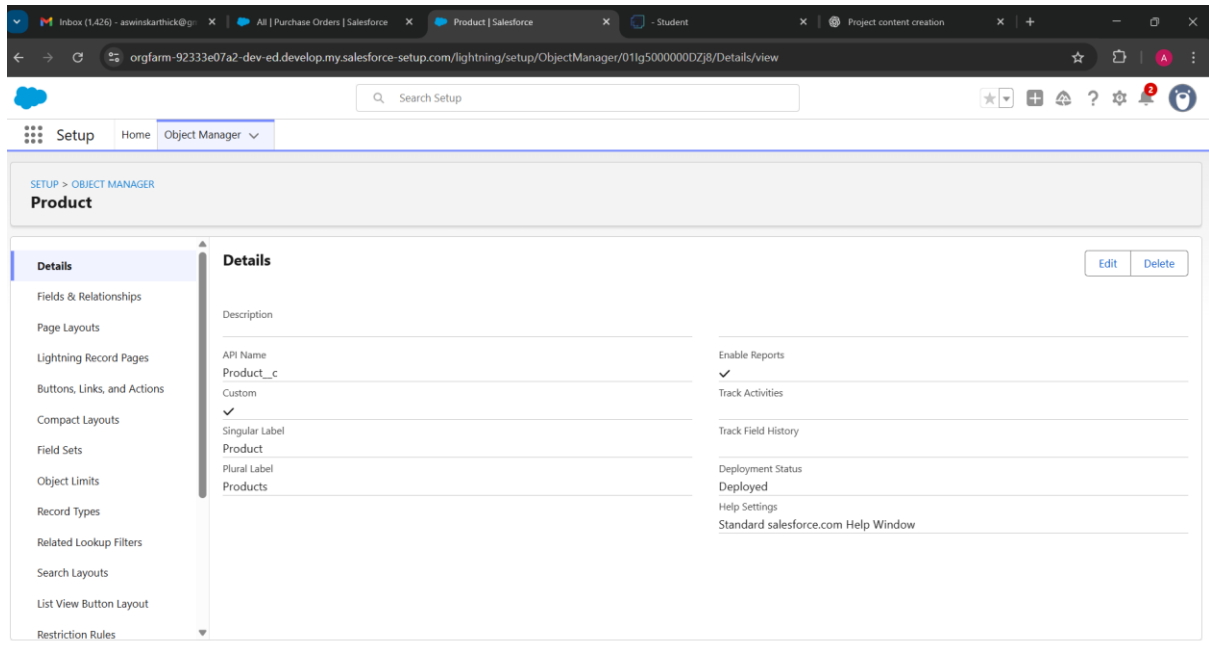 Inbox (1,426) - aswinskarthick@g
All | Purchase Orders | Salesforce
Product | Salesforce
- Student
Project content creation
orgfarm-92333e07a2-dev-ed.develop.my.salesforce-setup.com/lightning/setup/ObjectManager/01Ig5000000DZj8/Details/view
A
Search Setup
2
Setup
Home
Object Manager
SETUP > OBJECT MANAGER
Product
Details
Fields & Relationships
Page Layouts
Lightning Record Pages
Buttons, Links, and Actions
Compact Layouts
Field Sets
Object Limits
Record Types
Related Lookup Filters
Search Layouts
List View Button Layout
Restriction Rules
Details
Edit
Delete
Description
API Name
Product__c
Custom
Singular Label
Product
Plural Label
Products
Enable Reports
Track Activities
Track Field History
Deployment Status
Deployed
Help Settings
Standard salesforce.com Help Window